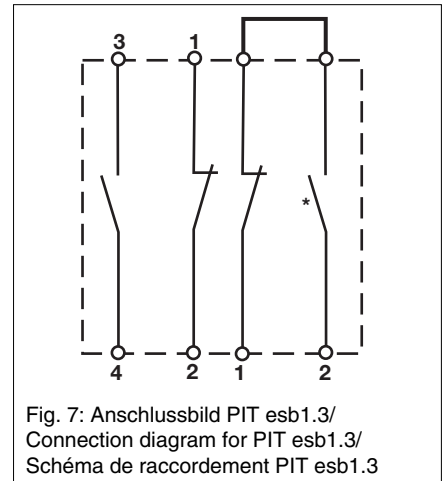 3 1
*
4 2 1 2
Fig. 7: Anschlussbild PIT esb1.3/
Connection diagram for PIT esb1.3/
Schéma de raccordement PIT esb1.3